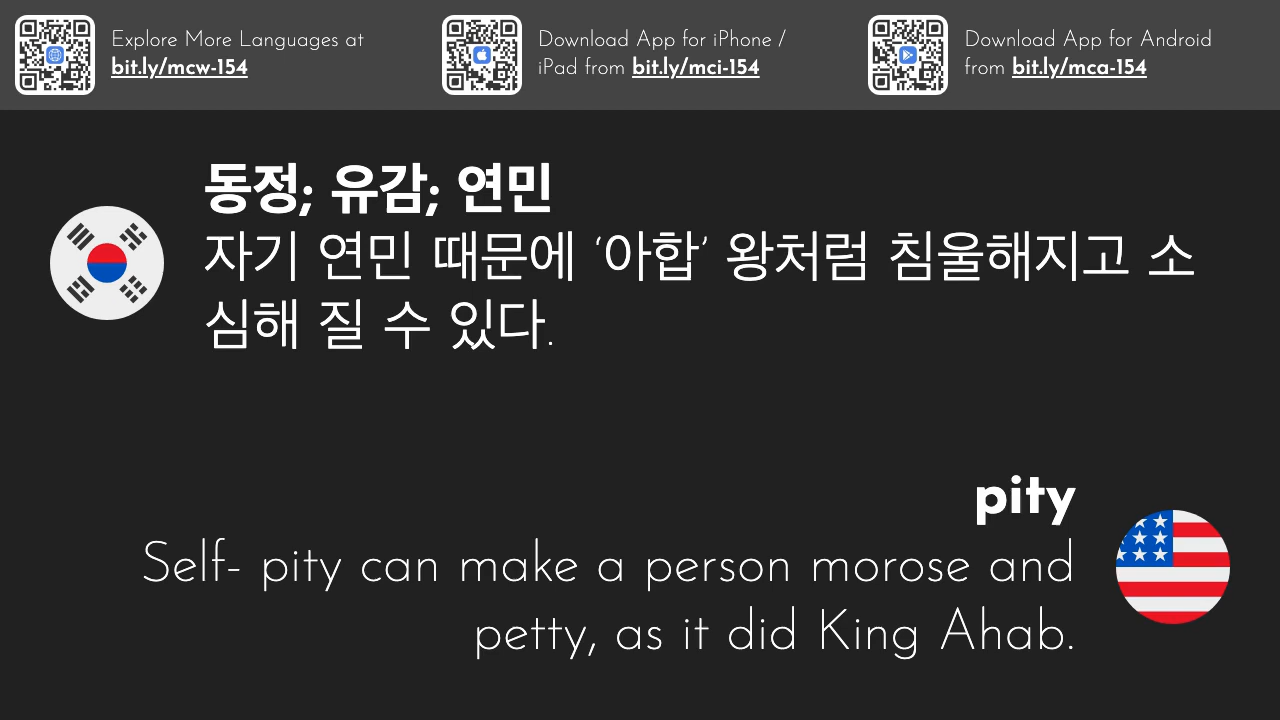 Explore More Languages at
bit.ly/mcw-154
Download App for iPhone /
iPad from bit.ly/mci-154
Download App for Android
from bit.ly/mca-154
동정; 유감; 연민
자기 연민 때문에 ‘아합’ 왕처럼 침울해지고 소
심해 질 수 있다.
pity
Self- pity can make a person morose and
petty, as it did King Ahab.